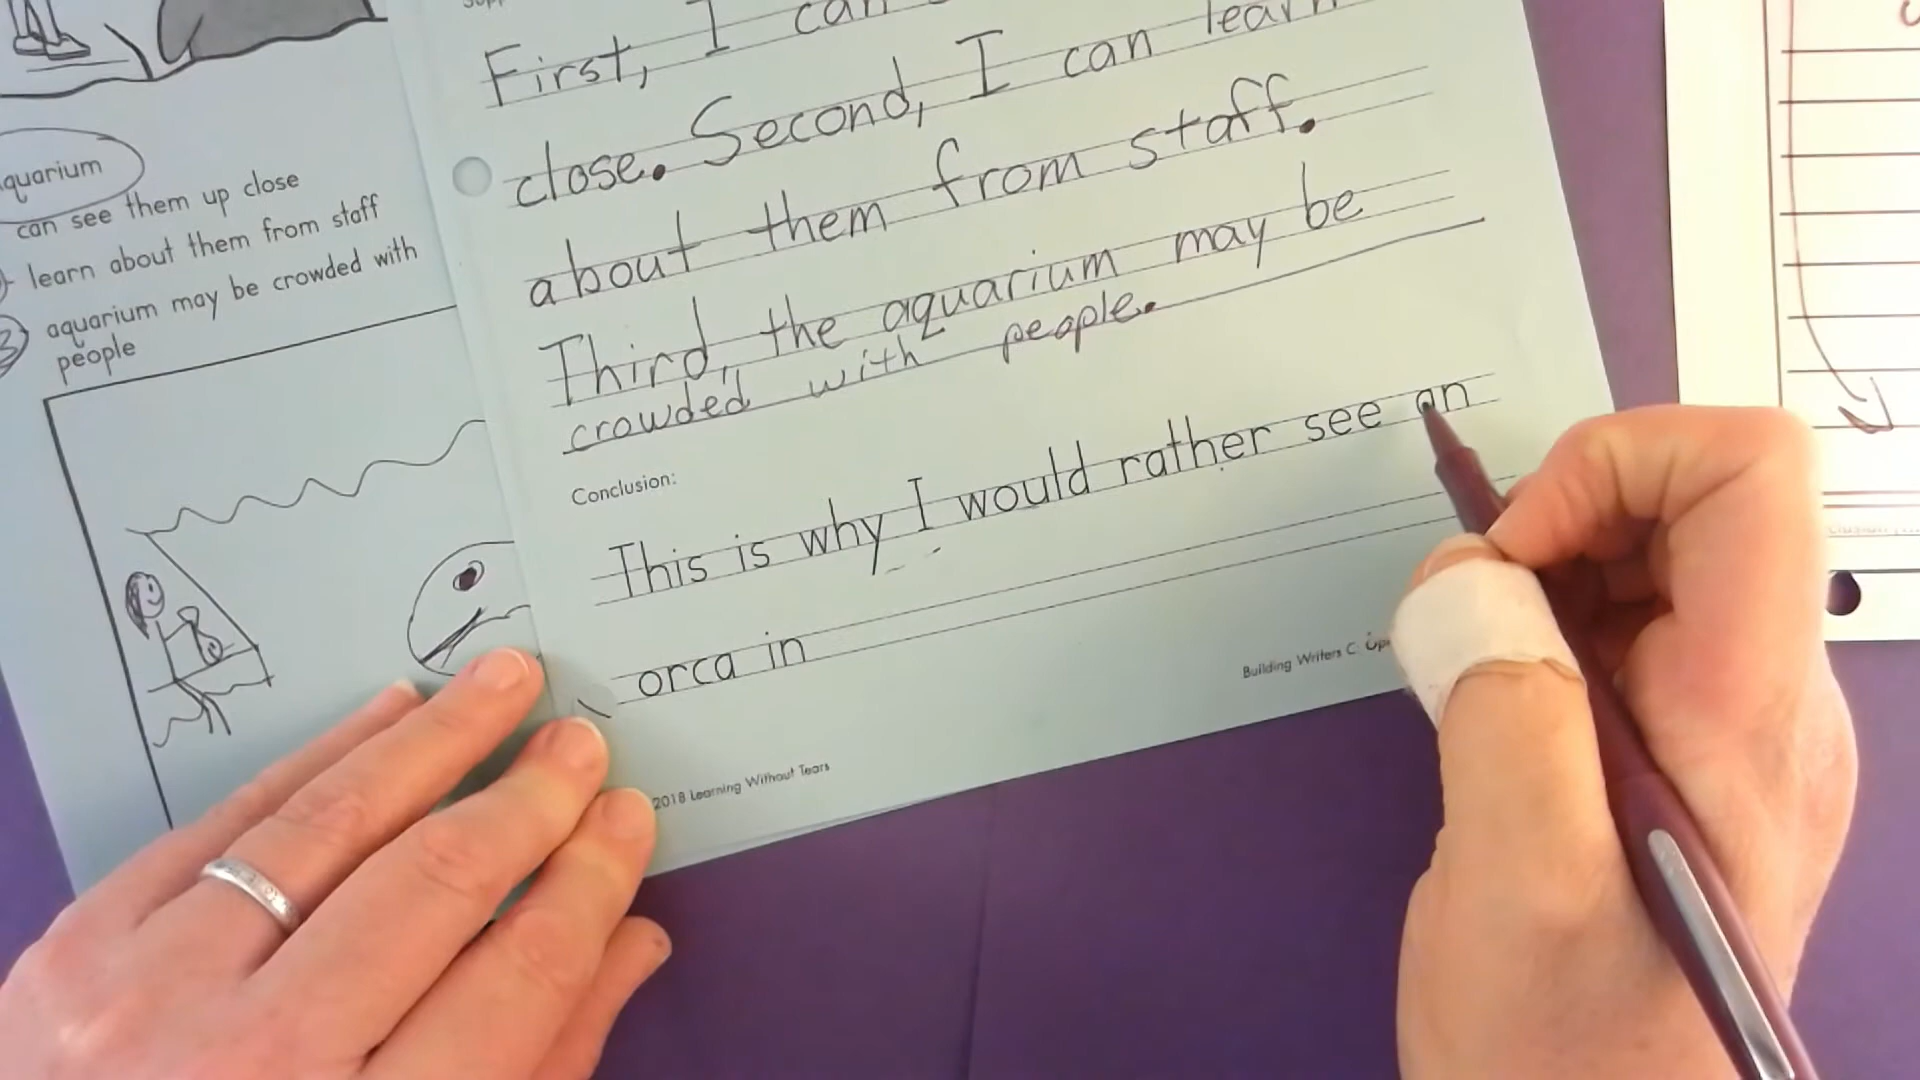 quarium
can see them up close
learn about them from staff
3 aquarium may be crowded with
people
First, I can
close. Second, I can learn
about them from staff.
Third, the aquarium may be
crowded with people.
Conclusion:
This is why I would rather see an
orca in
Building Writers C:
2018 Learning Without Tears